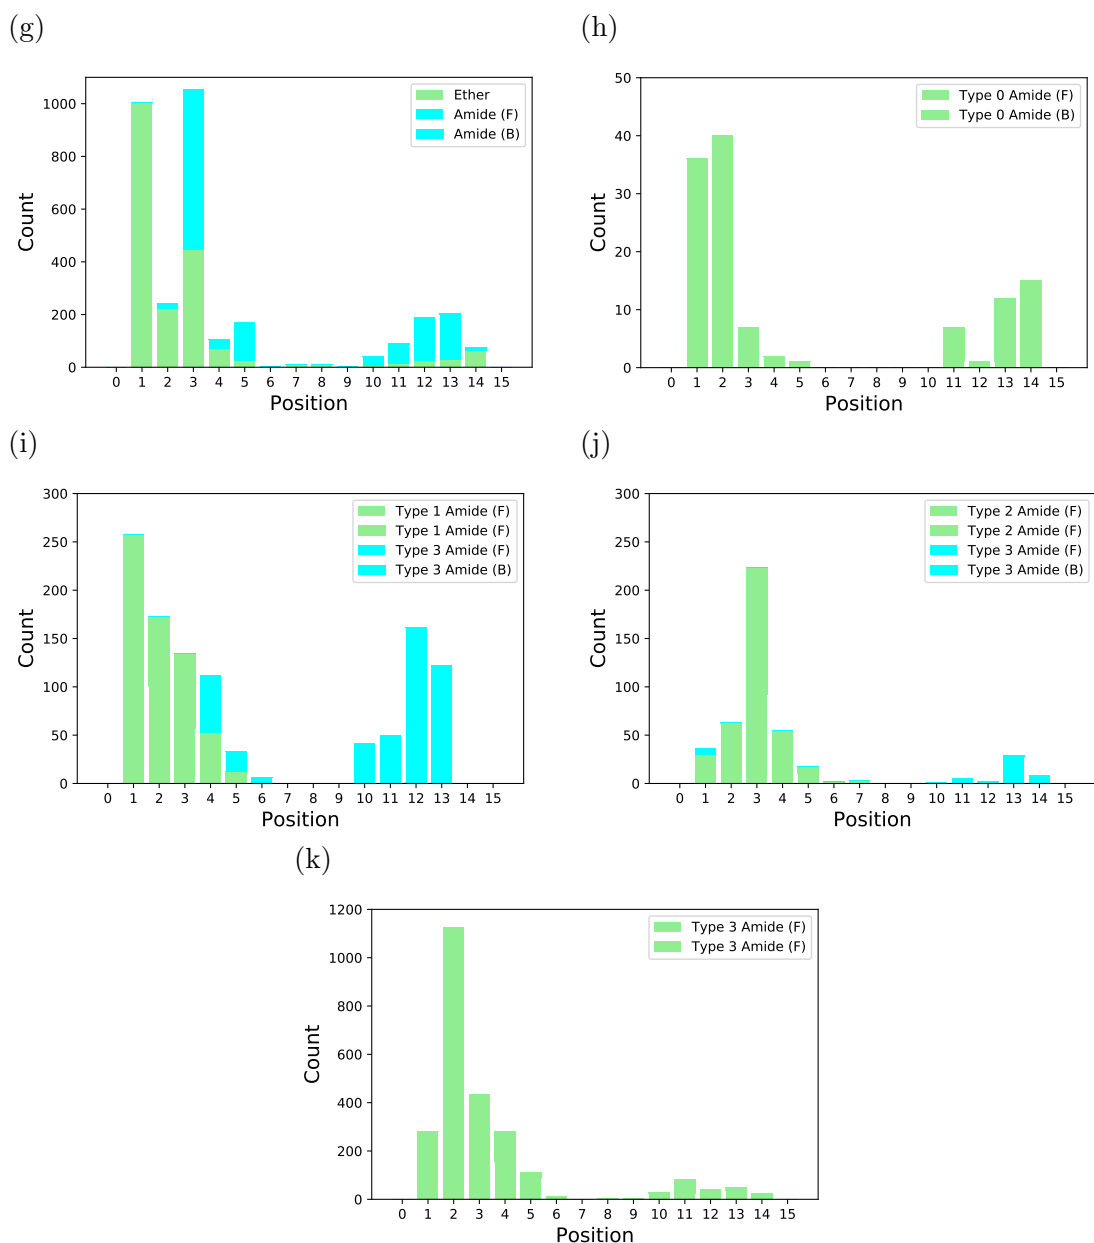 (g)
1000
800
600
400
200
0
Count
Ether
Amide (F)
Amide (B)
0 1 2 3 4 5 6 7 8 9 10 11 12 13 14 15
Position
(h)
50
40
30
20
10
0
Count
Type 0 Amide (F)
Type 0 Amide (B)
0 1 2 3 4 5 6 7 8 9 10 11 12 13 14 15
Position
(i)
300
250
200
150
100
50
0
Count
Type 1 Amide (F)
Type 1 Amide (F)
Type 3 Amide (F)
Type 3 Amide (B)
0 1 2 3 4 5 6 7 8 9 10 11 12 13 14 15
Position
(j)
300
250
200
150
100
50
0
Count
Type 2 Amide (F)
Type 2 Amide (F)
Type 3 Amide (F)
Type 3 Amide (B)
0 1 2 3 4 5 6 7 8 9 10 11 12 13 14 15
Position
(k)
1200
1000
800
600
400
200
0
Count
Type 3 Amide (F)
Type 3 Amide (F)
0 1 2 3 4 5 6 7 8 9 10 11 12 13 14 15
Position